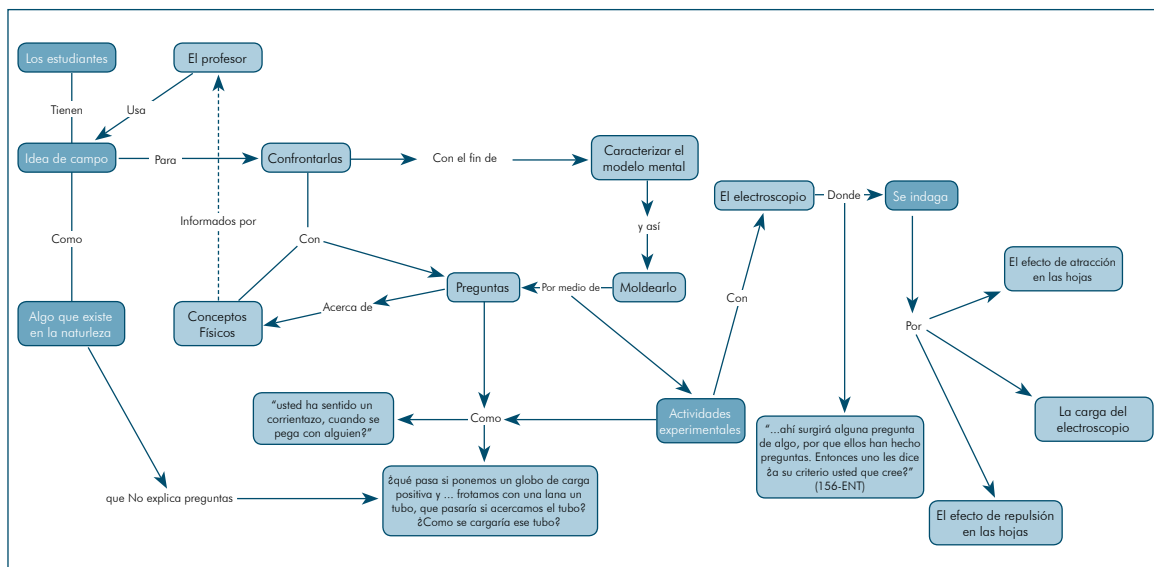 Los estudiantes
El profesor
Tienen
Usa
Idea de campo
Para
Confrontarlas
Con el fin de
Caracterizar el
modelo mental
El electroscopio
Donde
Se indaga
Informados por
y así
Como
Con
El efecto de atracción
en las hojas
Preguntas
Por medio de
Moldearlo
Con
Acerca de
Algo que existe
en la naturleza
Conceptos
Físicos
Por
"usted ha sentido un
corrientazo, cuando se
pega con alguien?"
Como
Actividades
experimentales
La carga del
electroscopio
"...ahí surgirá alguna pregunta
de algo, por que ellos han hecho
preguntas. Entonces uno les dice
¿a su criterio usted que cree?"
(156-ENT)
que No explica preguntas
¿qué pasa si ponemos un globo de carga
positiva y ... frotamos con una lana un
tubo, que pasaría si acercamos el tubo?
¿Como se cargaría ese tubo?
El efecto de repulsión
en las hojas